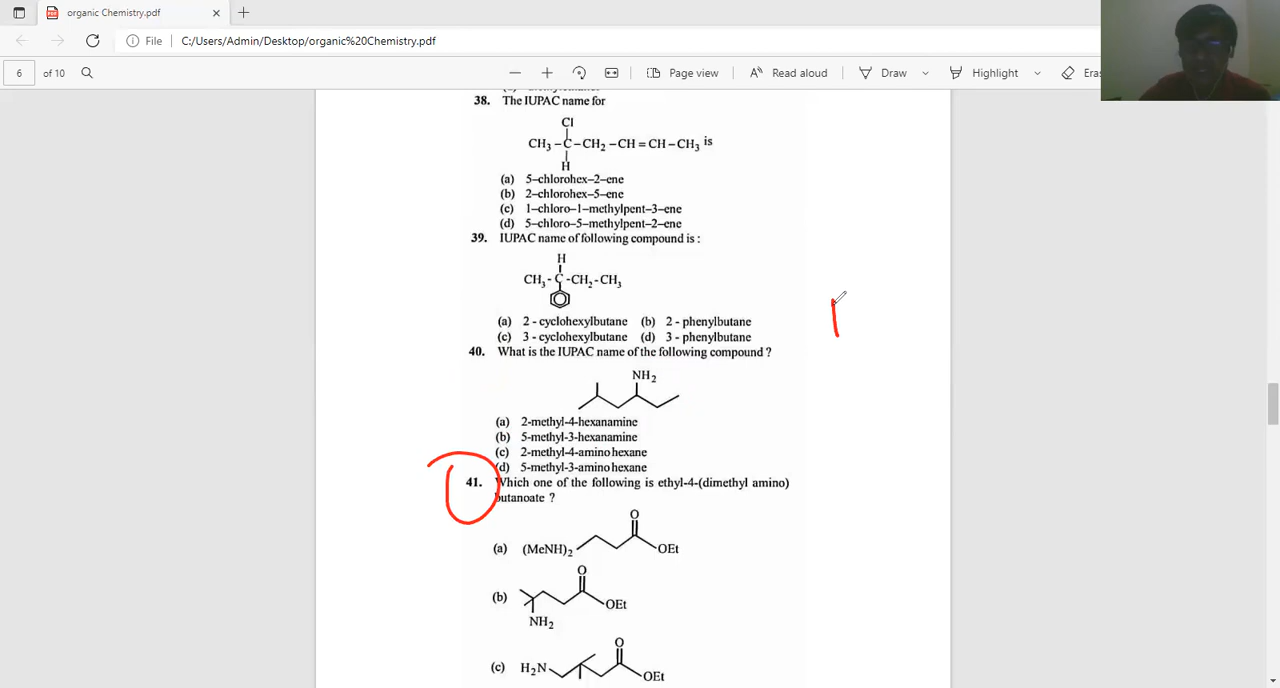 organic Chemistry.pdf
File C:/Users/Admin/Desktop/organic%20Chemistry.pdf
6 of 10 Page view Read aloud Draw Highlight
38. The IUPAC name for
Cl
CH3 – C – CH2 – CH = CH – CH3 is
H
(a) 5–chlorohex–2–ene
(b) 2–chlorohex–5–ene
(c) 1–chloro–1–methylpent–3–ene
(d) 5–chloro–5–methylpent–2–ene
39. IUPAC name of following compound is :
H
CH3 - C - CH2 - CH3
(a) 2 - cyclohexylbutane (b) 2 - phenylbutane
(c) 3 - cyclohexylbutane (d) 3 - phenylbutane
40. What is the IUPAC name of the following compound ?
NH2
(a) 2-methyl-4-hexanamine
(b) 5-methyl-3-hexanamine
(c) 2-methyl-4-amino hexane
(d) 5-methyl-3-amino hexane
41. Which one of the following is ethyl-4-(dimethyl amino)
butanoate ?
O
(a) (MeNH)2 OEt
O
(b) OEt
NH2
O
(c) H2N OEt